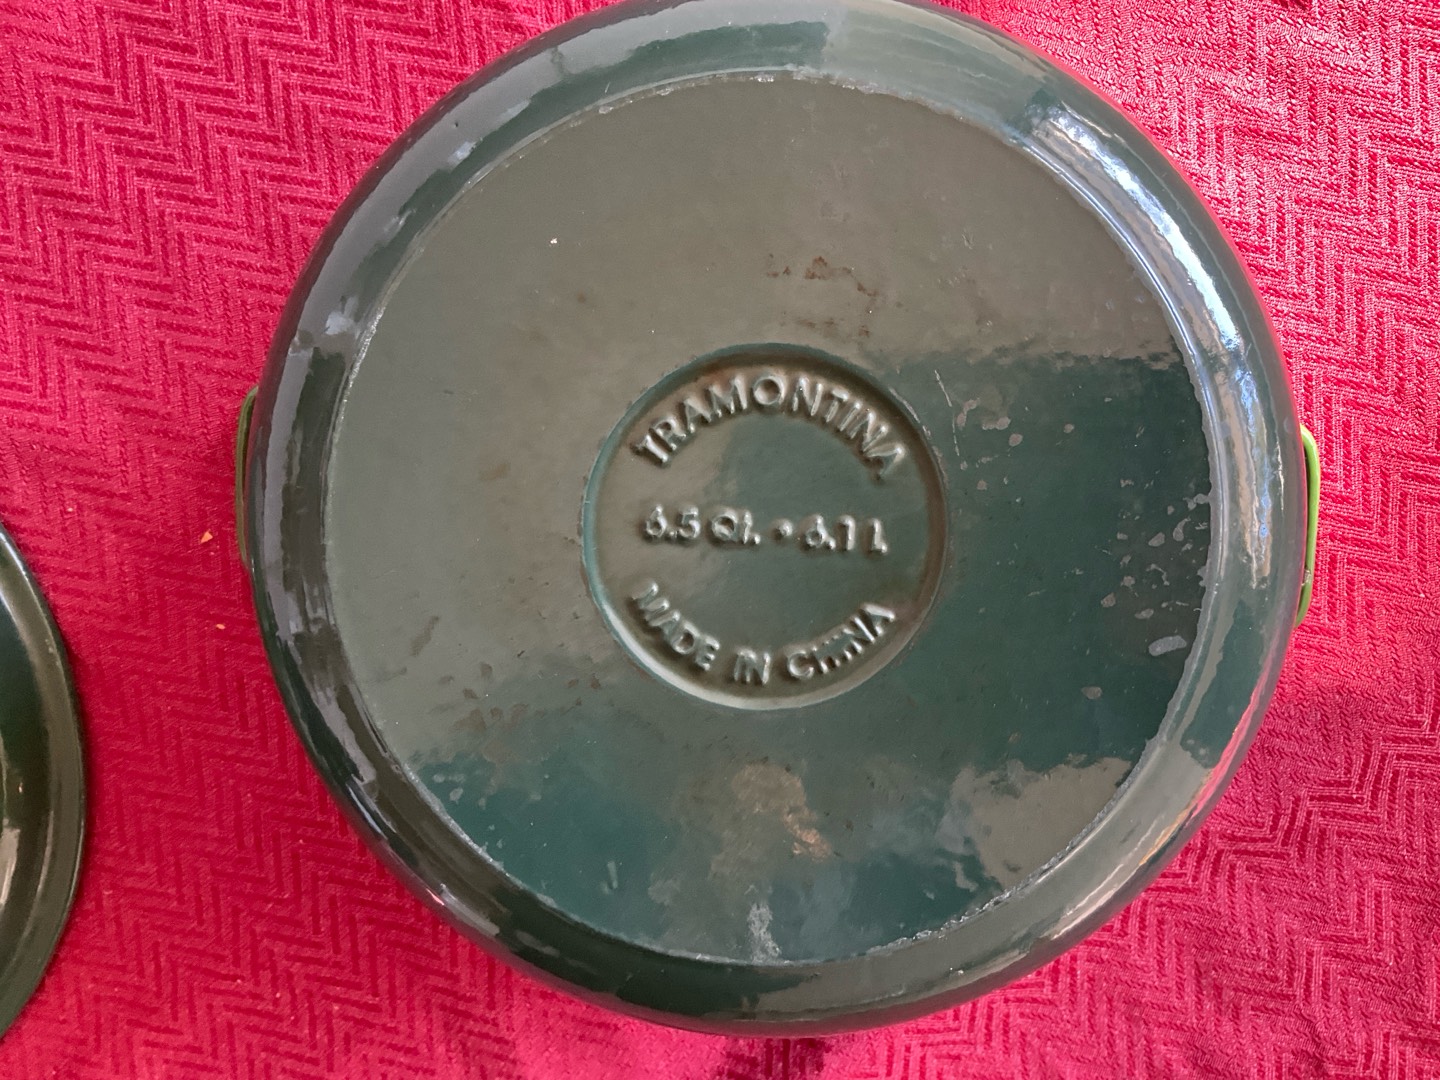 TRAMONTINA
6.5 Qt. • 6.1 L
MADE IN CHINA